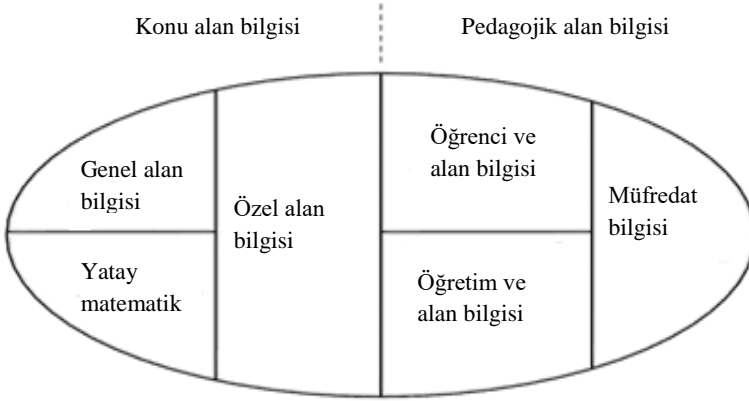 Konu alan bilgisi
Pedagojik alan bilgisi
Genel alan
bilgisi
Yatay
matematik
Özel alan
bilgisi
Öğrenci ve
alan bilgisi
Öğretim ve
alan bilgisi
Müfredat
bilgisi